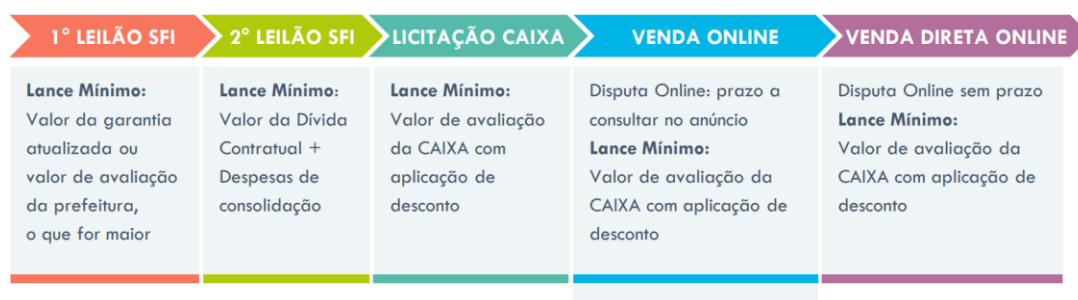 1° LEILÃO SFI
2° LEILÃO SFI
LICITAÇÃO CAIXA
VENDA ONLINE
VENDA DIRETA ONLINE
Lance Mínimo:
Valor da garantia
atualizada ou
valor de avaliação
da prefeitura,
o que for maior
Lance Mínimo:
Valor da Dívida
Contratual +
Despesas de
consolidação
Lance Mínimo:
Valor de avaliação
da CAIXA com
aplicação de
desconto
Disputa Online: prazo a
consultar no anúncio
Lance Mínimo:
Valor de avaliação da
CAIXA com aplicação de
desconto
Disputa Online sem prazo
Lance Mínimo:
Valor de avaliação da
CAIXA com aplicação de
desconto